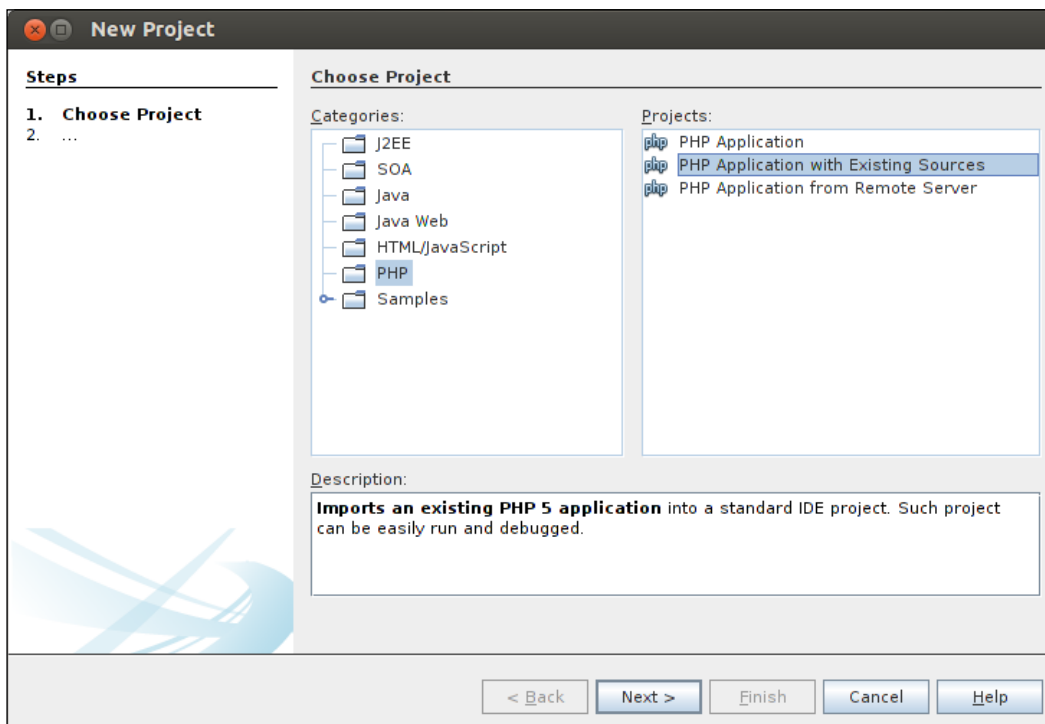 New Project
Steps
1. Choose Project
2. ...
Choose Project
Categories:
J2EE
SOA
Java
Java Web
HTML/JavaScript
PHP
Samples
Projects:
php PHP Application
php PHP Application with Existing Sources
php PHP Application from Remote Server
Description:
Imports an existing PHP 5 application into a standard IDE project. Such project
can be easily run and debugged.
< Back
Next >
Finish
Cancel
Help